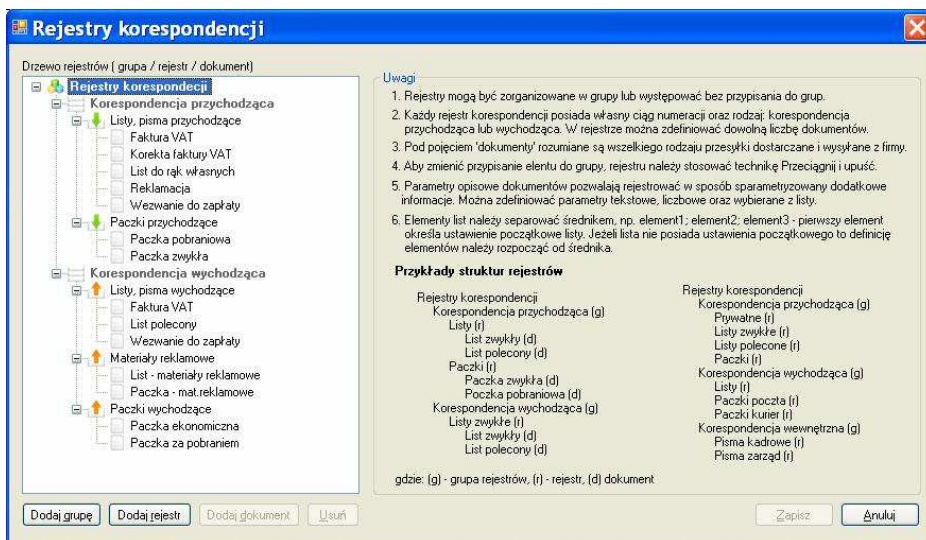 Rejestry korespondencji
Drzewo rejestrów ( grupa / rejestr / dokument)
Rejestry korespondecji
Korespondencja przychodząca
Listy, pisma przychodzące
Faktura VAT
Korekta faktury VAT
List do rąk własnych
Reklamacja
Wezwanie do zapłaty
Paczki przychodzące
Paczka pobraniowa
Paczka zwykła
Korespondencja wychodząca
Listy, pisma wychodzące
Faktura VAT
List polecony
Wezwanie do zapłaty
Materiały reklamowe
List - materiały reklamowe
Paczka - mat.reklamowe
Paczki wychodzące
Paczka ekonomiczna
Paczka za pobraniem
Uwagi
1. Rejestry mogą być zorganizowane w grupy lub występować bez przypisania do grup.
2. Każdy rejestr korespondencji posiada własny ciąg numeracji oraz rodzaj: korespondencja
przychodząca lub wychodząca. W rejestrze można zdefiniować dowolną liczbę dokumentów.
3. Pod pojęciem 'dokumenty' rozumiane są wszelkiego rodzaju przesyłki dostarczane i wysyłane z firmy.
4. Aby zmienić przypisanie elentu do grupy, rejestru należy stosować technikę Przeciągnij i upuść.
5. Parametry opisowe dokumentów pozwalają rejestrować w sposób sparametryzowany dodatkowe
informacje. Można zdefiniować parametry tekstowe, liczbowe oraz wybierane z listy.
6. Elementy list należy separować średnikem, np. element1; element2; element3 - pierwszy element
określa ustawienie początkowe listy. Jeżeli lista nie posiada ustawienia początkowego to definicję
elementów należy rozpocząć od średnika.
Przykłady struktur rejestrów
Rejestry korespondencji
Korespondencja przychodząca (g)
Listy (r)
List zwykły (d)
List polecony (d)
Paczki (r)
Paczka zwykła (d)
Poczka pobraniowa (d)
Korespondencja wychodząca (g)
Listy zwykłe (r)
List zwykły (d)
List polecony (d)
Rejestry korespondencji
Korespondencja przychodząca (g)
Prywatne (r)
Listy zwykłe (r)
Listy polecone (r)
Paczki (r)
Korespondencja wychodząca (g)
Listy (r)
Paczki poczta (r)
Paczki kurier (r)
Korespondencja wewnętrzna (g)
Pisma kadrowe (r)
Pisma zarząd (r)
gdzie: (g) - grupa rejestrów, (r) - rejestr, (d) dokument
Dodaj grupę
Dodaj rejestr
Dodaj dokument
Usuń
Zapisz
Anuluj